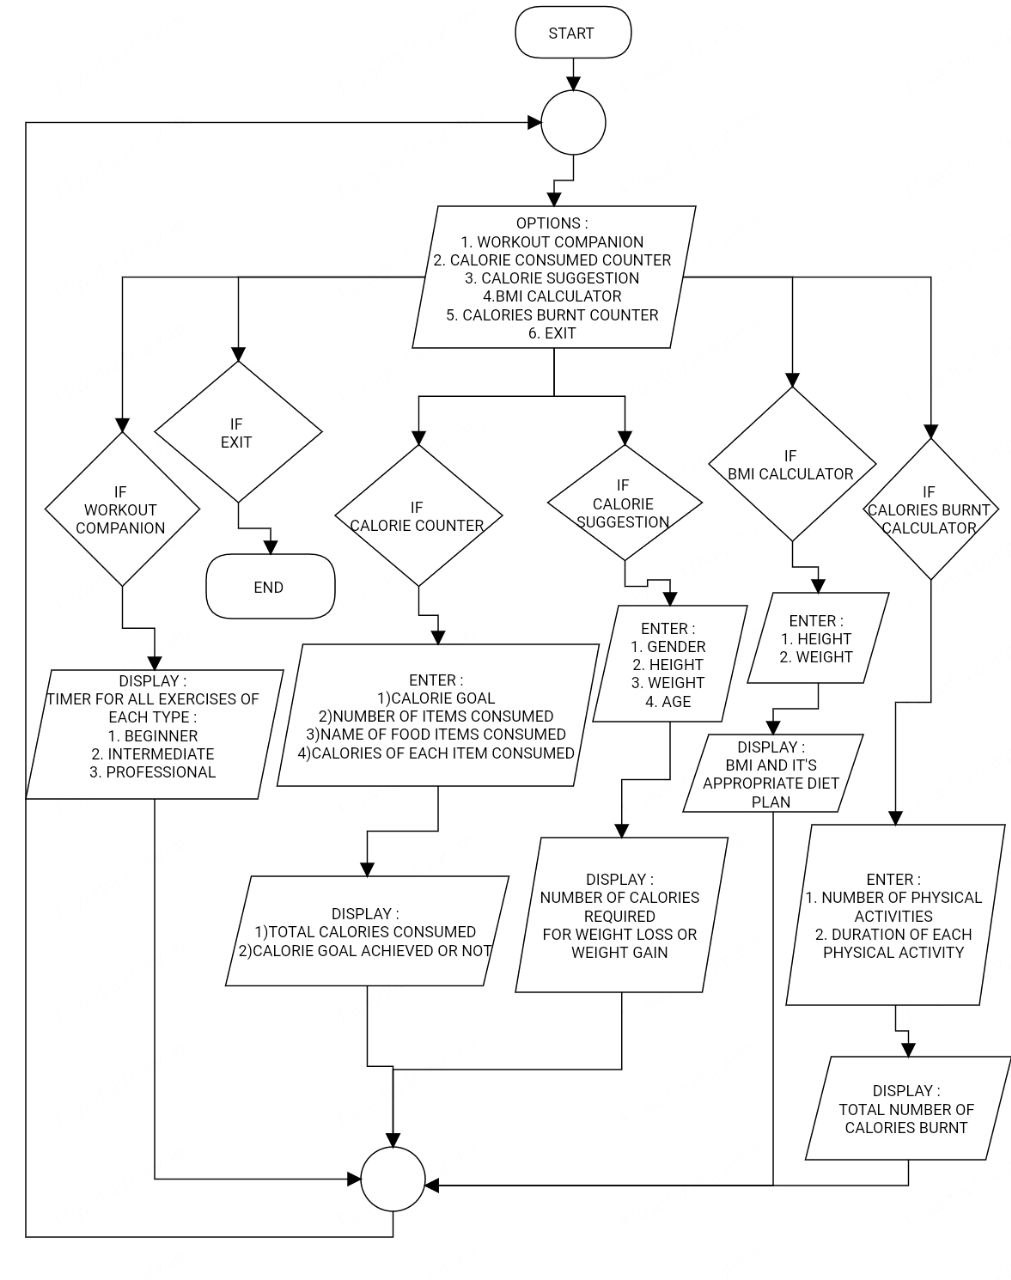 START
OPTIONS :
1. WORKOUT COMPANION
2. CALORIE CONSUMED COUNTER
3. CALORIE SUGGESTION
4.BMI CALCULATOR
5. CALORIES BURNT COUNTER
6. EXIT
IF
WORKOUT
COMPANION
IF
EXIT
IF
CALORIE COUNTER
IF
CALORIE
SUGGESTION
IF
BMI CALCULATOR
IF
CALORIES BURNT
CALCULATOR
END
DISPLAY :
TIMER FOR ALL EXERCISES OF
EACH TYPE :
1. BEGINNER
2. INTERMEDIATE
3. PROFESSIONAL
ENTER :
1)CALORIE GOAL
2)NUMBER OF ITEMS CONSUMED
3)NAME OF FOOD ITEMS CONSUMED
4)CALORIES OF EACH ITEM CONSUMED
ENTER :
1. GENDER
2. HEIGHT
3. WEIGHT
4. AGE
ENTER :
1. HEIGHT
2. WEIGHT
DISPLAY :
BMI AND IT'S
APPROPRIATE DIET
PLAN
DISPLAY :
1)TOTAL CALORIES CONSUMED
2)CALORIE GOAL ACHIEVED OR NOT
DISPLAY :
NUMBER OF CALORIES
REQUIRED
FOR WEIGHT LOSS OR
WEIGHT GAIN
ENTER :
1. NUMBER OF PHYSICAL
ACTIVITIES
2. DURATION OF EACH
PHYSICAL ACTIVITY
DISPLAY :
TOTAL NUMBER OF
CALORIES BURNT